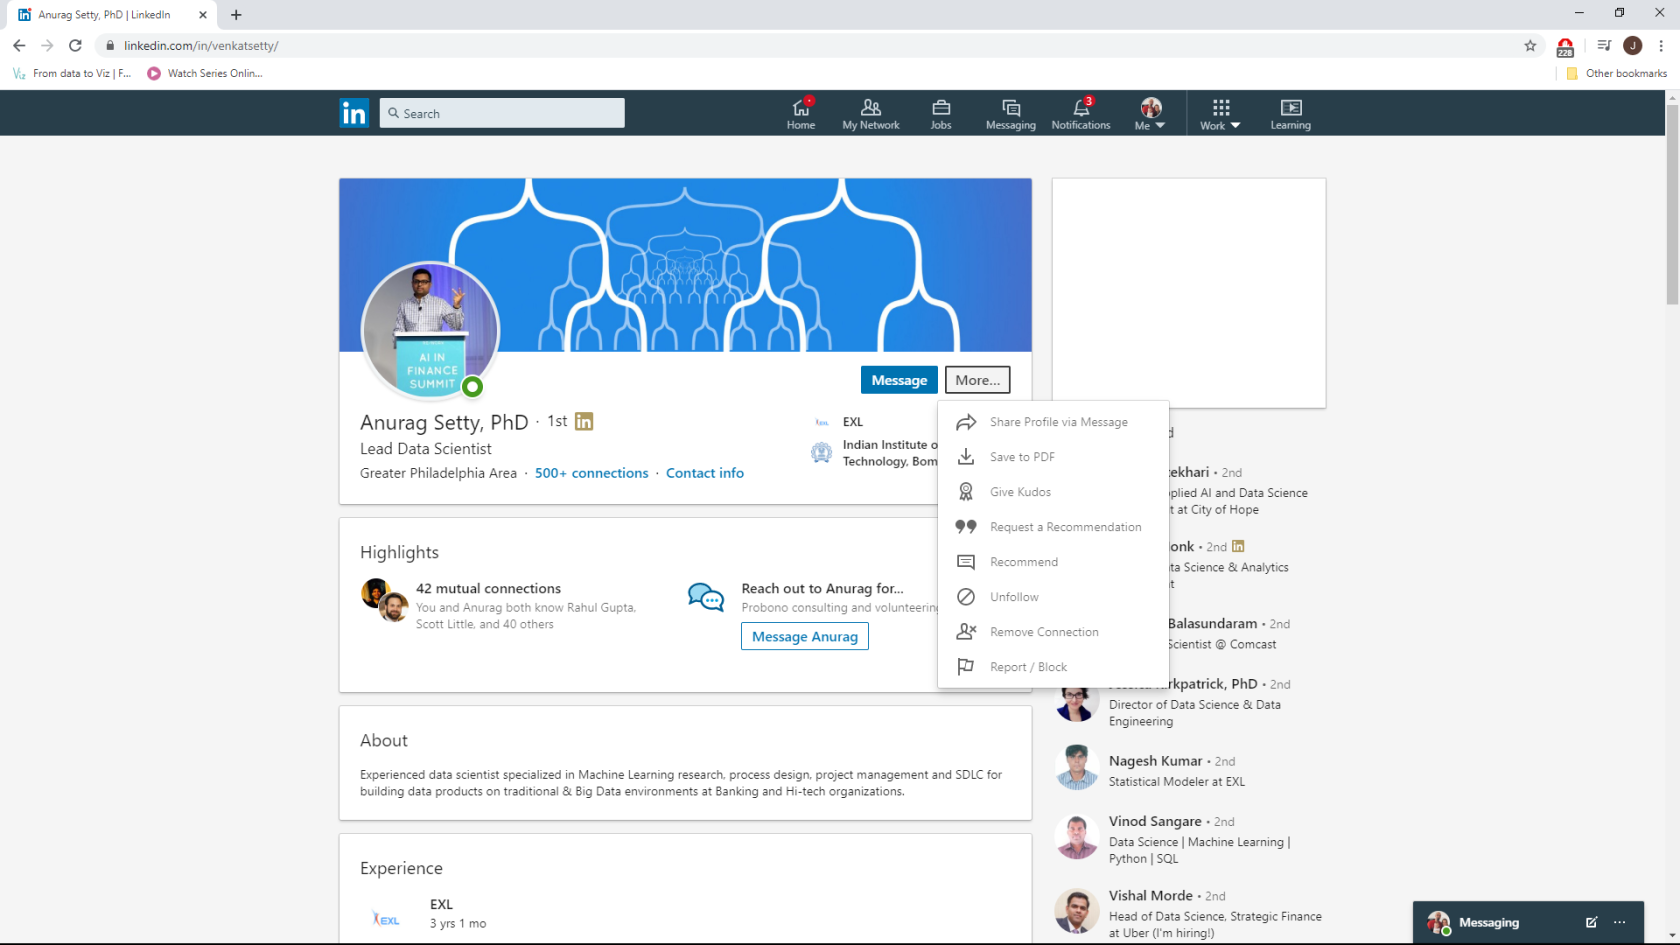 Anurag Setty, PhD | LinkedIn
linkedin.com/in/venkatsetty/
228
J
From data to Viz | F...
Watch Series Onlin...
Other bookmarks
in
Search
Home
My Network
Jobs
Messaging
3
Notifications
Me
Work
Learning
AI IN
FINANCE
SUMMIT
Message
More...
Anurag Setty, PhD · 1st in
Lead Data Scientist
Greater Philadelphia Area · 500+ connections · Contact info
EXL
Indian Institute o
Technology, Bom
Share Profile via Message
Save to PDF
Give Kudos
Request a Recommendation
Recommend
Unfollow
Remove Connection
Report / Block
Highlights
42 mutual connections
You and Anurag both know Rahul Gupta,
Scott Little, and 40 others
Reach out to Anurag for...
Probono consulting and volunteering
Message Anurag
About
Experienced data scientist specialized in Machine Learning research, process design, project management and SDLC for
building data products on traditional & Big Data environments at Banking and Hi-tech organizations.
Experience
EXL
EXL
3 yrs 1 mo
d
ekhari • 2nd
plied AI and Data Science
t at City of Hope
onk • 2nd in
ta Science & Analytics
t
Balasundaram • 2nd
Scientist @ Comcast
rkpatrick, PhD • 2nd
Director of Data Science & Data
Engineering
Nagesh Kumar • 2nd
Statistical Modeler at EXL
Vinod Sangare • 2nd
Data Science | Machine Learning |
Python | SQL
Vishal Morde • 2nd
Head of Data Science, Strategic Finance
at Uber (I'm hiring!)
Messaging